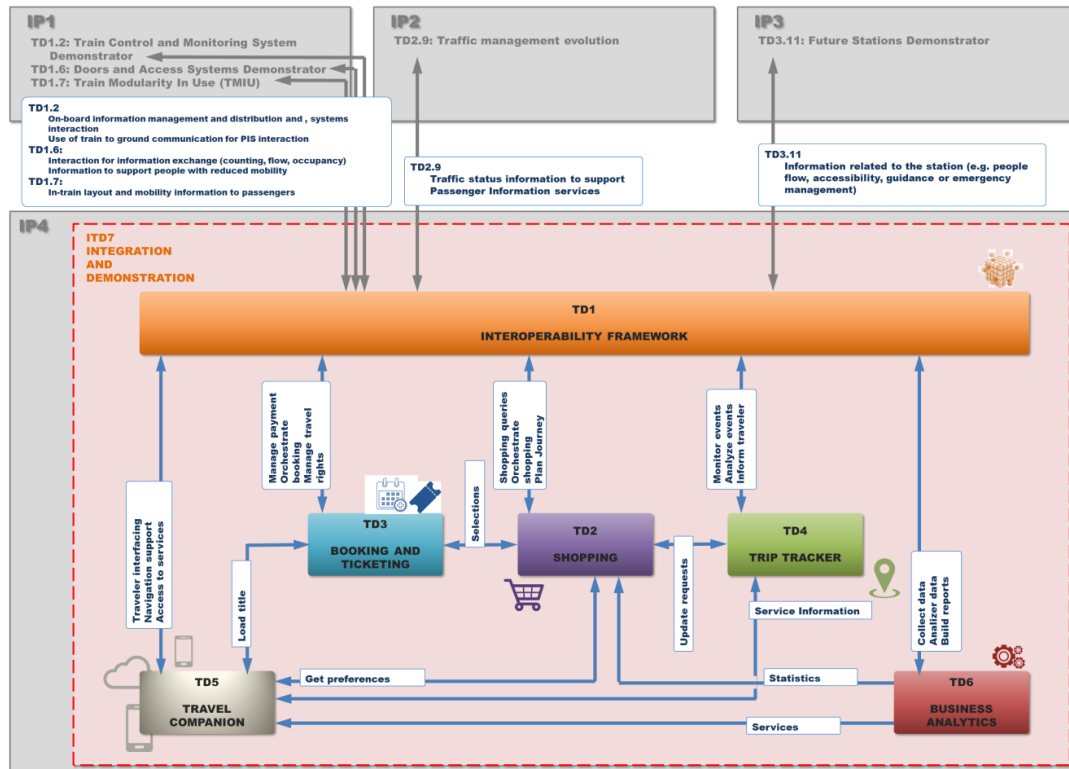 IP1
TD1.2: Train Control and Monitoring System
Demonstrator
TD1.6: Doors and Access Systems Demonstrator
TD1.7: Train Modularity In Use (TMIU)
IP2
TD2.9: Traffic management evolution
IP3
TD3.11: Future Stations Demonstrator
TD1.2
On-board information management and distribution and , systems
interaction
Use of train to ground communication for PIS interaction
TD1.6:
Interaction for information exchange (counting, flow, occupancy)
Information to support people with reduced mobility
TD1.7:
In-train layout and mobility information to passengers
TD2.9
Traffic status information to support
Passenger Information services
TD3.11
Information related to the station (e.g. people
flow, accessibility, guidance or emergency
management)
IP4
ITD7
INTEGRATION
AND
DEMONSTRATION
TD1
INTEROPERABILITY FRAMEWORK
Manage payment
Orchestrate
booking
Manage travel
rights
Shopping queries
Orchestrate
shopping
Plan Journey
Monitor events
Analyze events
Inform traveler
Traveler interfacing
Navigation support
Access to services
Load title
TD3
BOOKING AND
TICKETING
Selections
TD2
SHOPPING
Update requests
TD4
TRIP TRACKER
Service Information
Collect data
Analizer data
Build reports
Get preferences
Statistics
Services
TD5
TRAVEL
COMPANION
TD6
BUSINESS
ANALYTICS